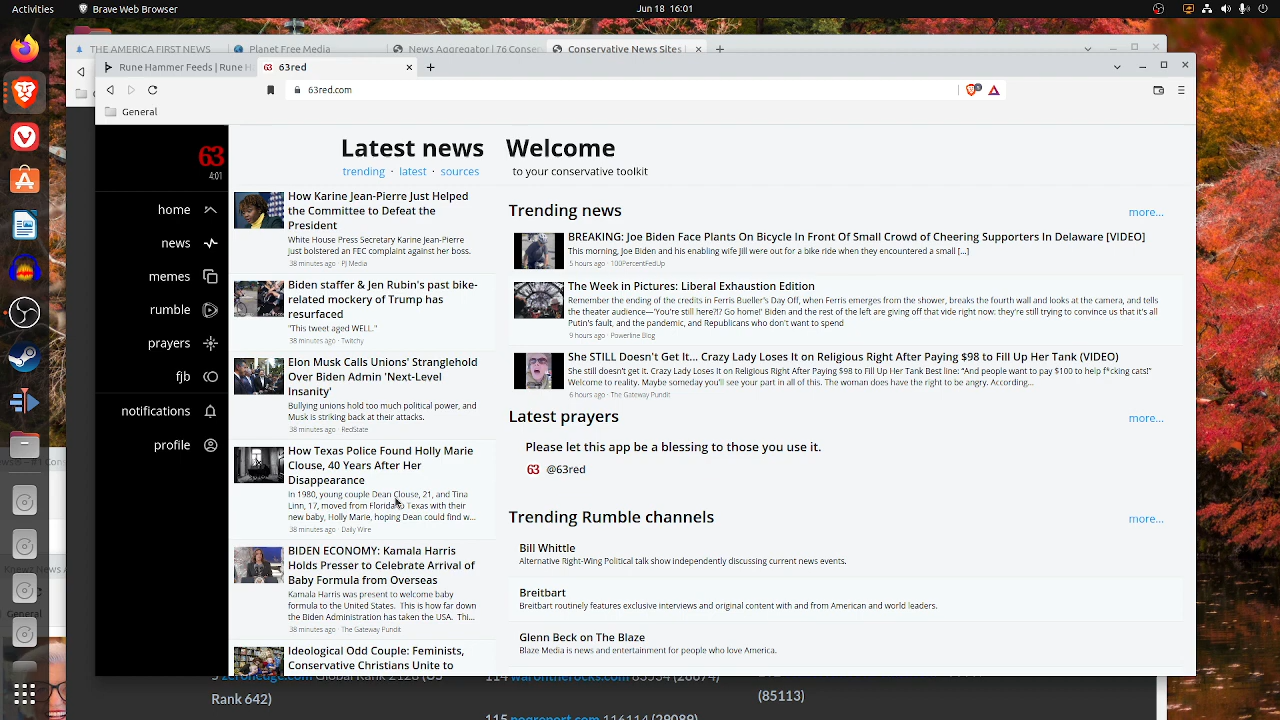 Activities
Brave Web Browser
Jun 18 16:01
THE AMERICA FIRST NEWS
Planet Free Media
News Aggregator | 76 Conser
Conservative News Sites |
Rune Hammer Feeds | Rune H
63red
63red.com
General
63
4:01
home
news
memes
rumble
prayers
fjb
notifications
profile
Latest news
trending · latest · sources
How Karine Jean-Pierre Just Helped
the Committee to Defeat the
President
White House Press Secretary Karine Jean-Pierre
just bolstered an FEC complaint against her boss.
38 minutes ago · PJ Media
Biden staffer & Jen Rubin's past bike-
related mockery of Trump has
resurfaced
"This tweet aged WELL."
38 minutes ago · Twitchy
Elon Musk Calls Unions' Stranglehold
Over Biden Admin 'Next-Level
Insanity'
Bullying unions hold too much political power, and
Musk is striking back at their attacks.
38 minutes ago · RedState
How Texas Police Found Holly Marie
Clouse, 40 Years After Her
Disappearance
In 1980, young couple Dean Clouse, 21, and Tina
Linn, 17, moved from Florida to Texas with their
new baby, Holly Marie, hoping Dean could find w...
38 minutes ago · Daily Wire
BIDEN ECONOMY: Kamala Harris
Holds Presser to Celebrate Arrival of
Baby Formula from Overseas
Kamala Harris was present to welcome baby
formula to the United States. This is how far down
the Biden Administration has taken the USA. Thi...
38 minutes ago · The Gateway Pundit
Ideological Odd Couple: Feminists,
Conservative Christians Unite to
Welcome
to your conservative toolkit
Trending news
more...
BREAKING: Joe Biden Face Plants On Bicycle In Front Of Small Crowd of Cheering Supporters In Delaware [VIDEO]
This morning, Joe Biden and his enabling wife Jill were out for a bike ride when they encountered a small [...]
5 hours ago · 100PercentFedUp
The Week in Pictures: Liberal Exhaustion Edition
Remember the ending of the credits in Ferris Bueller's Day Off, when Ferris emerges from the shower, breaks the fourth wall and looks at the camera, and tells
the theater audience—"You're still here?!? Go home!' Biden and the rest of the left are giving off that vide right now: they're still trying to convince us that it's all
Putin's fault, and the pandemic, and Republicans who don't want to spend
9 hours ago · Powerline Blog
She STILL Doesn't Get It... Crazy Lady Loses It on Religious Right After Paying $98 to Fill Up Her Tank (VIDEO)
She still doesn't get it. Crazy Lady Loses It on Religious Right After Paying $98 to Fill Up Her Tank Best line: "And people want to pay $100 to help f*cking cats!"
Welcome to reality. Maybe someday you'll see your part in all of this. The woman does have the right to be angry. According...
6 hours ago · The Gateway Pundit
Latest prayers
more...
Please let this app be a blessing to those you use it.
63 @63red
Trending Rumble channels
more...
Bill Whittle
Alternative Right-Wing Political talk show independently discussing current news events.
Breitbart
Breitbart routinely features exclusive interviews and original content with and from American and world leaders.
Glenn Beck on The Blaze
Blaze Media is news and entertainment for people who love America.
General
Rank 642)
(85113)